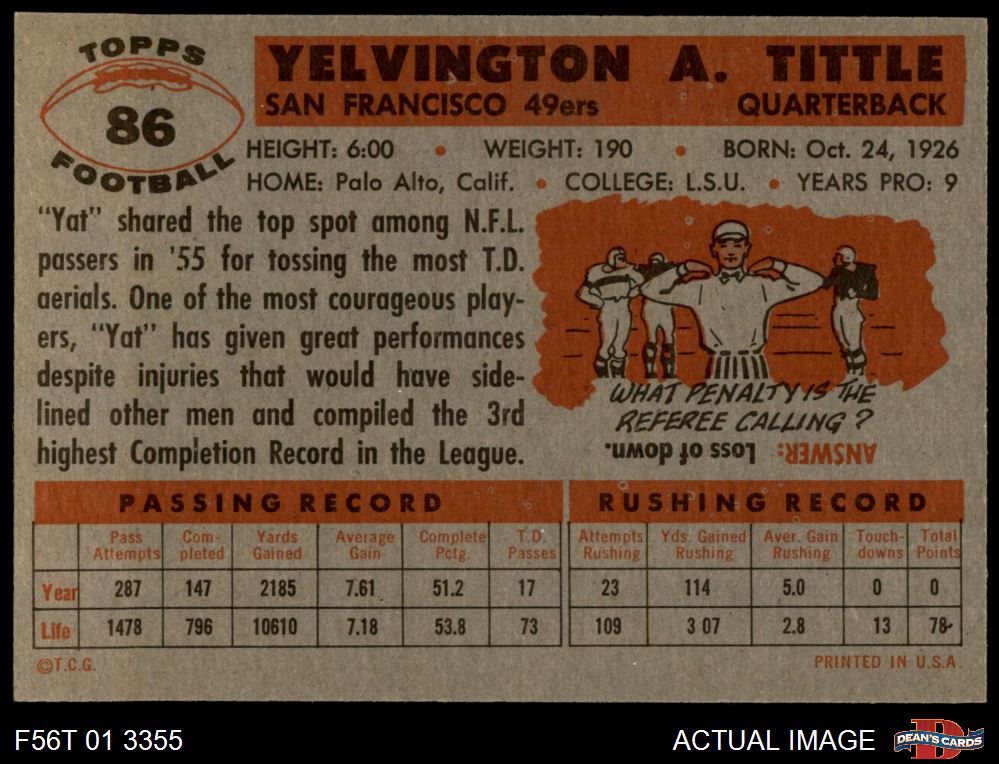 TOPPS
86
FOOTBALL
YELVINGTON A. TITTLE
SAN FRANCISCO 49ers QUARTERBACK
HEIGHT: 6:00 • WEIGHT: 190 • BORN: Oct. 24, 1926
HOME: Palo Alto, Calif. • COLLEGE: L.S.U. • YEARS PRO: 9
"Yat" shared the top spot among N.F.L.
passers in '55 for tossing the most T.D.
aerials. One of the most courageous play-
ers, "Yat" has given great performances
despite injuries that would have side-
lined other men and compiled the 3rd
highest Completion Record in the League.
WHAT PENALTY IS THE
REFEREE CALLING?
ANSWER: Loss of down.
PASSING RECORD
Pass Attempts Com-pleted Yards Gained Average Gain Complete Pctg. T.D. Passes
Year 287 147 2185 7.61 51.2 17
Life 1478 796 10610 7.18 53.8 73
RUSHING RECORD
Attempts Rushing Yds. Gained Rushing Aver. Gain Rushing Touch-downs Total Points
23 114 5.0 0 0
109 3 07 2.8 13 78
©T.C.G. PRINTED IN U.S.A.
F56T 01 3355 ACTUAL IMAGE DEAN'S CARDS